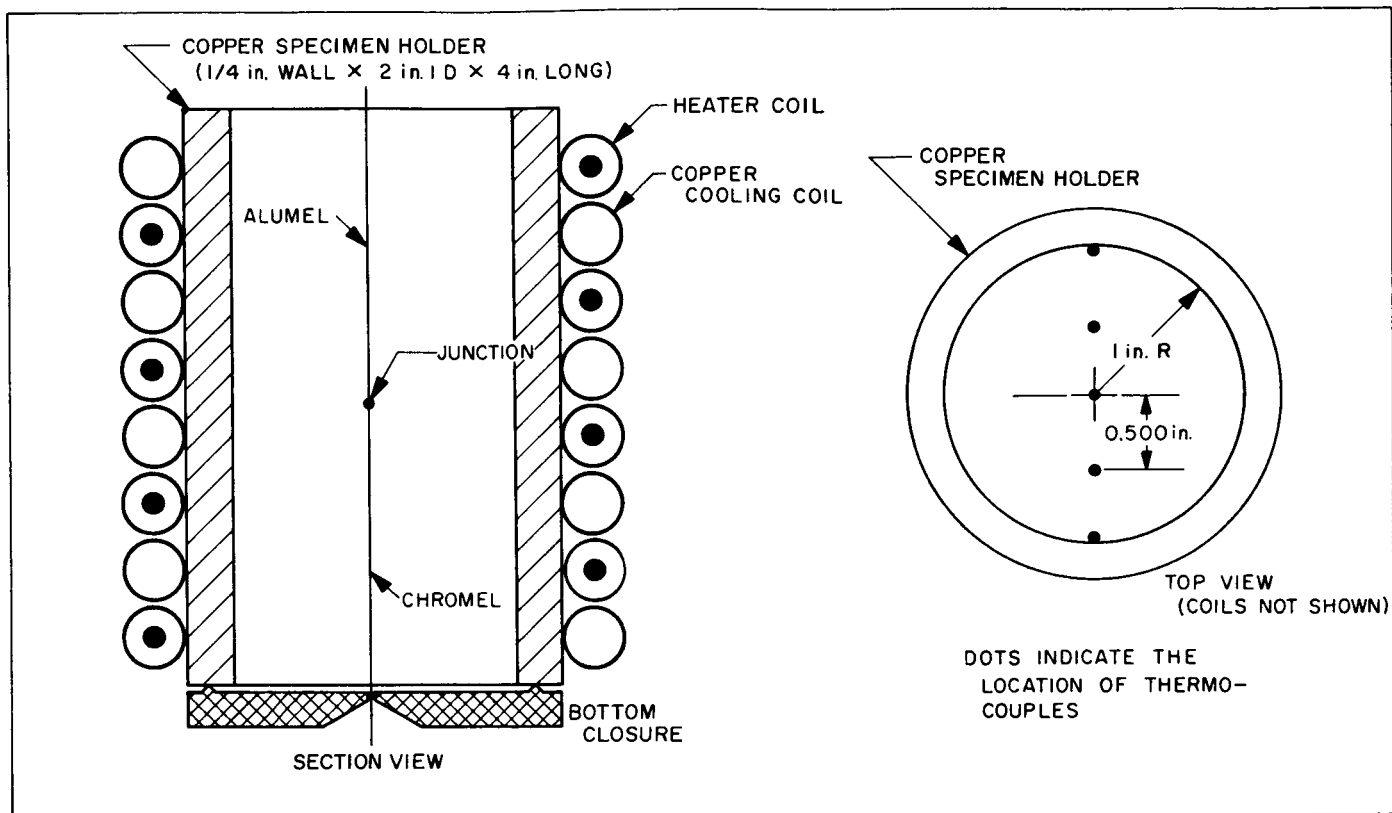 COPPER SPECIMEN HOLDER
(1/4 in. WALL × 2 in. I D × 4 in. LONG)
HEATER COIL
COPPER
COOLING COIL
ALUMEL
JUNCTION
CHROMEL
BOTTOM
CLOSURE
SECTION VIEW
COPPER
SPECIMEN HOLDER
1 in. R
0.500 in.
TOP VIEW
(COILS NOT SHOWN)
DOTS INDICATE THE
LOCATION OF THERMO-
COUPLES